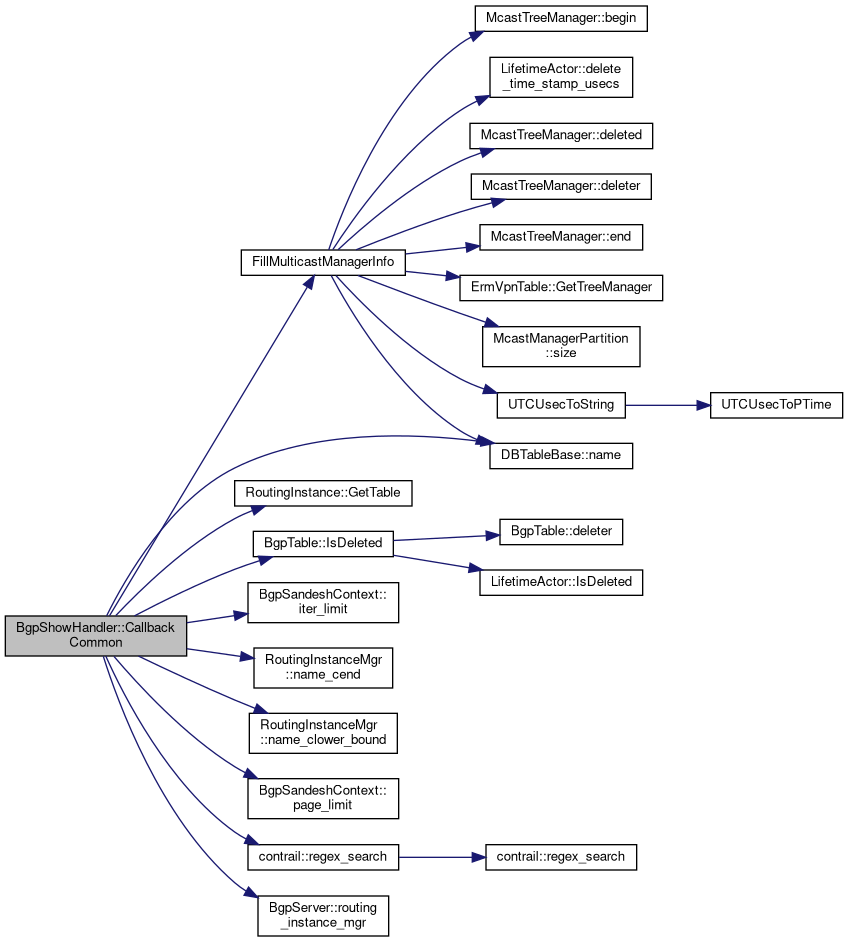 McastTreeManager::begin
LifetimeActor::delete
_time_stamp_usecs
McastTreeManager::deleted
McastTreeManager::deleter
McastTreeManager::end
FillMulticastManagerInfo
ErmVpnTable::GetTreeManager
McastManagerPartition
::size
UTCUsecToString
UTCUsecToPTime
DBTableBase::name
RoutingInstance::GetTable
BgpTable::IsDeleted
BgpTable::deleter
LifetimeActor::IsDeleted
BgpSandeshContext::
iter_limit
BgpShowHandler::Callback
Common
RoutingInstanceMgr
::name_cend
RoutingInstanceMgr
::name_clower_bound
BgpSandeshContext::
page_limit
contrail::regex_search
contrail::regex_search
BgpServer::routing
_instance_mgr